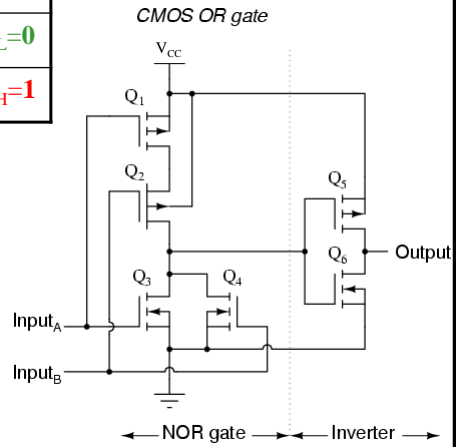 CMOS OR gate
L=0
H=1
VCC
Q1
Q2
Q5
Q3
Q4
Q6
Output
InputA
InputB
NOR gate
Inverter